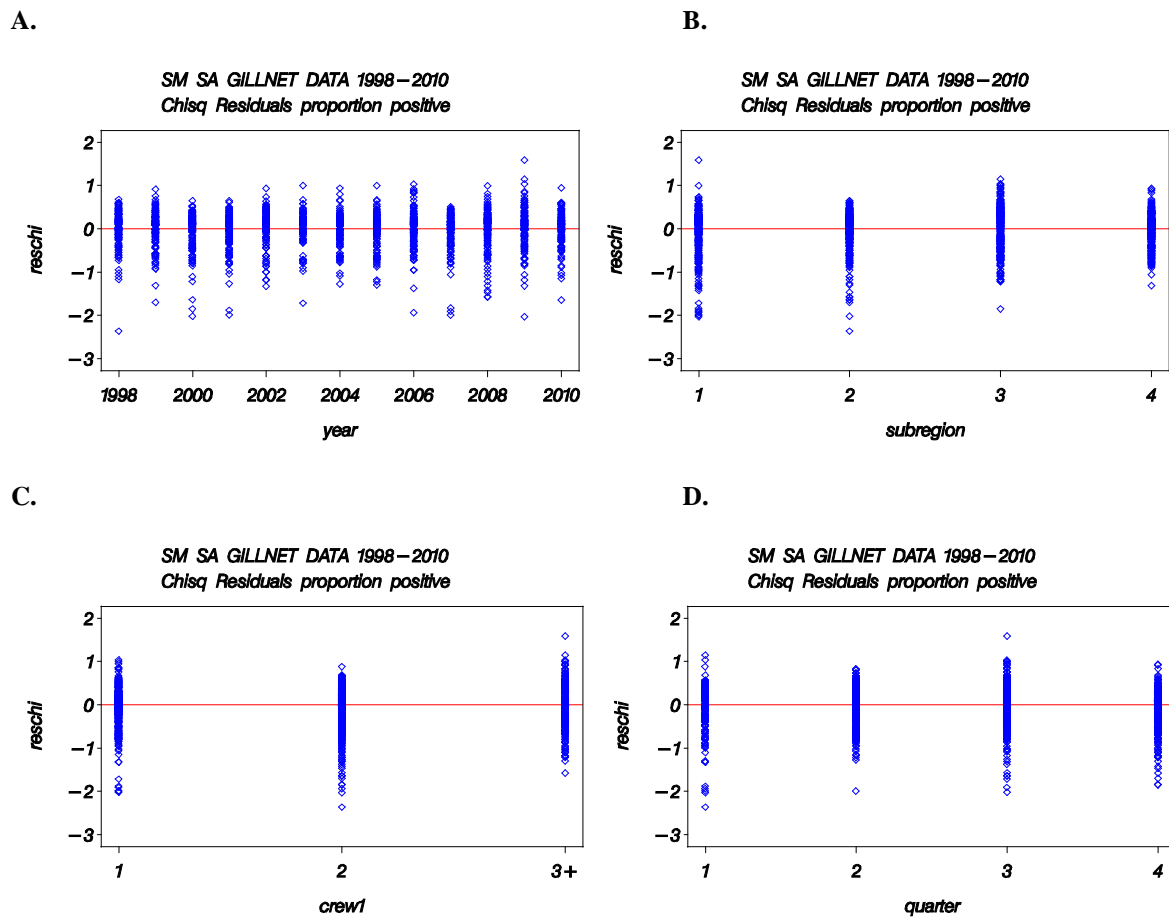 A.
SM SA GILLNET DATA 1998-2010
Chisq Residuals proportion positive
reschi
2
1
0
-1
-2
-3
1998 2000 2002 2004 2006 2008 2010
year
B.
SM SA GILLNET DATA 1998-2010
Chisq Residuals proportion positive
reschi
2
1
0
-1
-2
-3
1 2 3 4
subregion
C.
SM SA GILLNET DATA 1998-2010
Chisq Residuals proportion positive
reschi
2
1
0
-1
-2
-3
1 2 3+
crew1
D.
SM SA GILLNET DATA 1998-2010
Chisq Residuals proportion positive
reschi
2
1
0
-1
-2
-3
1 2 3 4
quarter